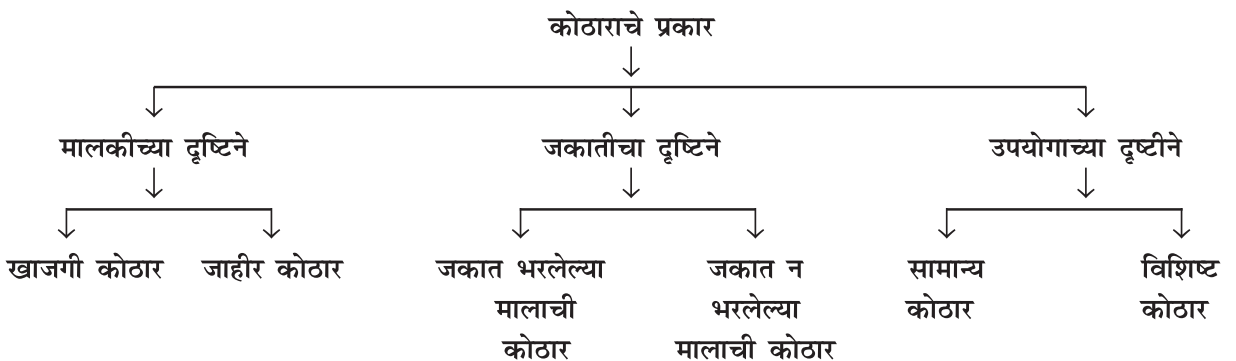 कोठाराचे प्रकार
मालकीच्या दृष्टिने
जकातीचा दृष्टिने
उपयोगाच्या दृष्टीने
खाजगी कोठार
जाहीर कोठार
जकात भरलेल्या
मालाची
कोठार
जकात न
भरलेल्या
मालाची कोठार
सामान्य
कोठार
विशिष्ट
कोठार